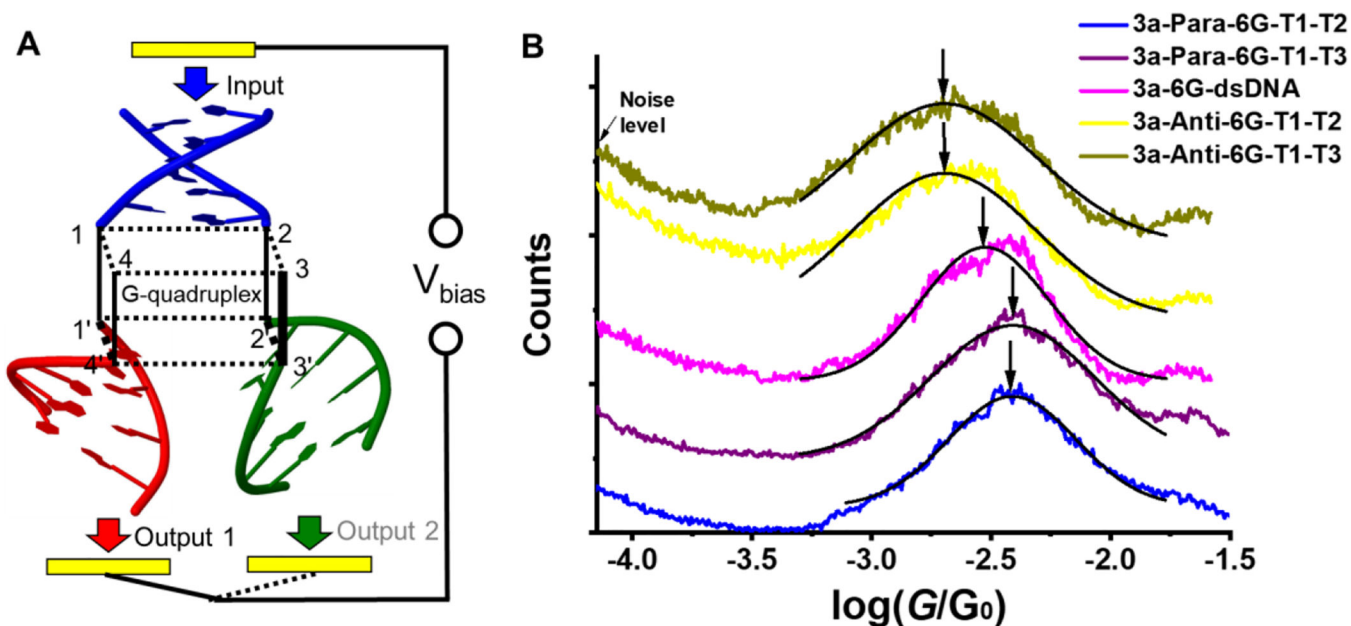 A
Input
1
2
4
3
G-quadruplex
1'
2'
4'
3'
Output 1
Output 2
Vbias
B
Noise
level
3a-Para-6G-T1-T2
3a-Para-6G-T1-T3
3a-6G-dsDNA
3a-Anti-6G-T1-T2
3a-Anti-6G-T1-T3
Counts
-4.0 -3.5 -3.0 -2.5 -2.0 -1.5
log(G/G₀)